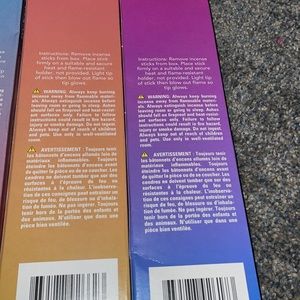 Instructions: Remove incense
sticks from box. Place stick
firmly on a suitable and secure
heat and flame-resistant
holder, not provided. Light tip
of stick then blow out flame so
tip glows.
WARNING: Always keep burning
incense away from flammable materi-
als. Always extinguish incense before
leaving room or going to sleep. Ashes
should fall on fireproof and heat-resist-
ant surfaces only. Failure to follow
instructions could result in fire hazard,
injury or smoke damage. Do not ingest.
Always keep out of reach of children
and pets. Use only in well-ventilated
room.
AVERTISSEMENT : Toujours tenir
les bâtonnets d'encens allumés loin de
matériaux inflammables. Toujours
éteindre les bâtonnets d'encens avant
de quitter la pièce ou de se coucher. Les
cendres ne doivent tomber que sur des
surfaces à l'épreuve du feu ou
résistantes à la chaleur. L'inobserva-
tion de ces consignes peut entraîner un
risque de feu, de blessure ou d'inhala-
tion de fumée. Ne pas ingérer. Toujours
tenir hors de la portée des enfants et
des animaux. N'utiliser que dans une
pièce bien ventilée.
Instructions: Remove incense
sticks from box. Place stick
firmly on a suitable and secure
heat and flame-resistant
holder, not provided. Light tip
of stick then blow out flame so
tip glows.
WARNING: Always keep burning
incense away from flammable materi-
als. Always extinguish incense before
leaving room or going to sleep. Ashes
should fall on fireproof and heat-resist-
ant surfaces only. Failure to follow
instructions could result in fire hazard,
injury or smoke damage. Do not ingest.
Always keep out of reach of children
and pets. Use only in well-ventilated
room.
AVERTISSEMENT : Toujours tenir
les bâtonnets d'encens allumés loin de
matériaux inflammables. Toujours
éteindre les bâtonnets d'encens avant
de quitter la pièce ou de se coucher. Les
cendres ne doivent tomber que sur des
surfaces à l'épreuve du feu ou
résistantes à la chaleur. L'inobserva-
tion de ces consignes peut entraîner un
risque de feu, de blessure ou d'inhala-
tion de fumée. Ne pas ingérer. Toujours
tenir hors de la portée des enfants et
des animaux. N'utiliser que dans une
pièce bien ventilée.